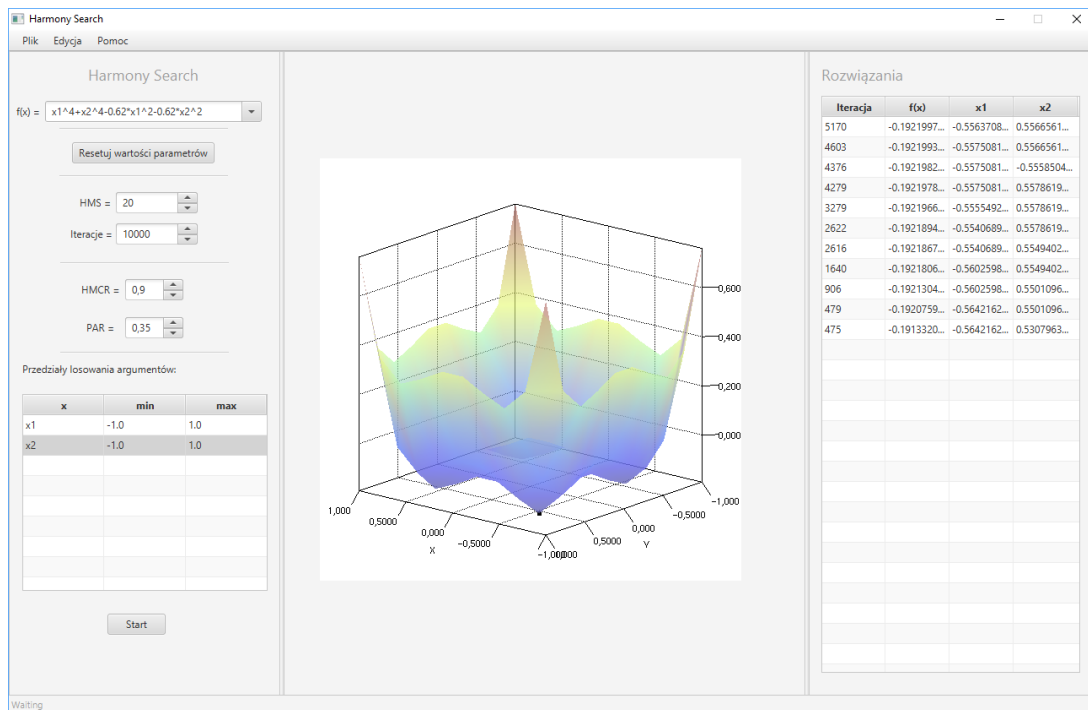 Harmony Search
Plik Edycja Pomoc
Harmony Search
f(x) = x1^4+x2^4-0.62*x1^2-0.62*x2^2
Resetuj wartości parametrów
HMS = 20
Iteracje = 10000
HMCR = 0,9
PAR = 0,35
Przedziały losowania argumentów:
x min max
x1 -1.0 1.0
x2 -1.0 1.0
Start
0,600
0,400
0,200
0,000
1,000
0,5000
0,000
-0,5000
X
0,5000
0,000
-0,5000
-1,000
Y
Rozwiązania
Iteracja f(x) x1 x2
5170 -0.1921997... -0.5563708... 0.5566561...
4603 -0.1921993... -0.5575081... 0.5566561...
4376 -0.1921982... -0.5575081... -0.5558504...
4279 -0.1921978... -0.5575081... 0.5578619...
3279 -0.1921966... -0.5555492... 0.5578619...
2622 -0.1921894... -0.5540689... 0.5578619...
2616 -0.1921867... -0.5540689... 0.5549402...
1640 -0.1921806... -0.5602598... 0.5549402...
906 -0.1921304... -0.5602598... 0.5501096...
479 -0.1920759... -0.5642162... 0.5501096...
475 -0.1913320... -0.5642162... 0.5307963...
Waiting